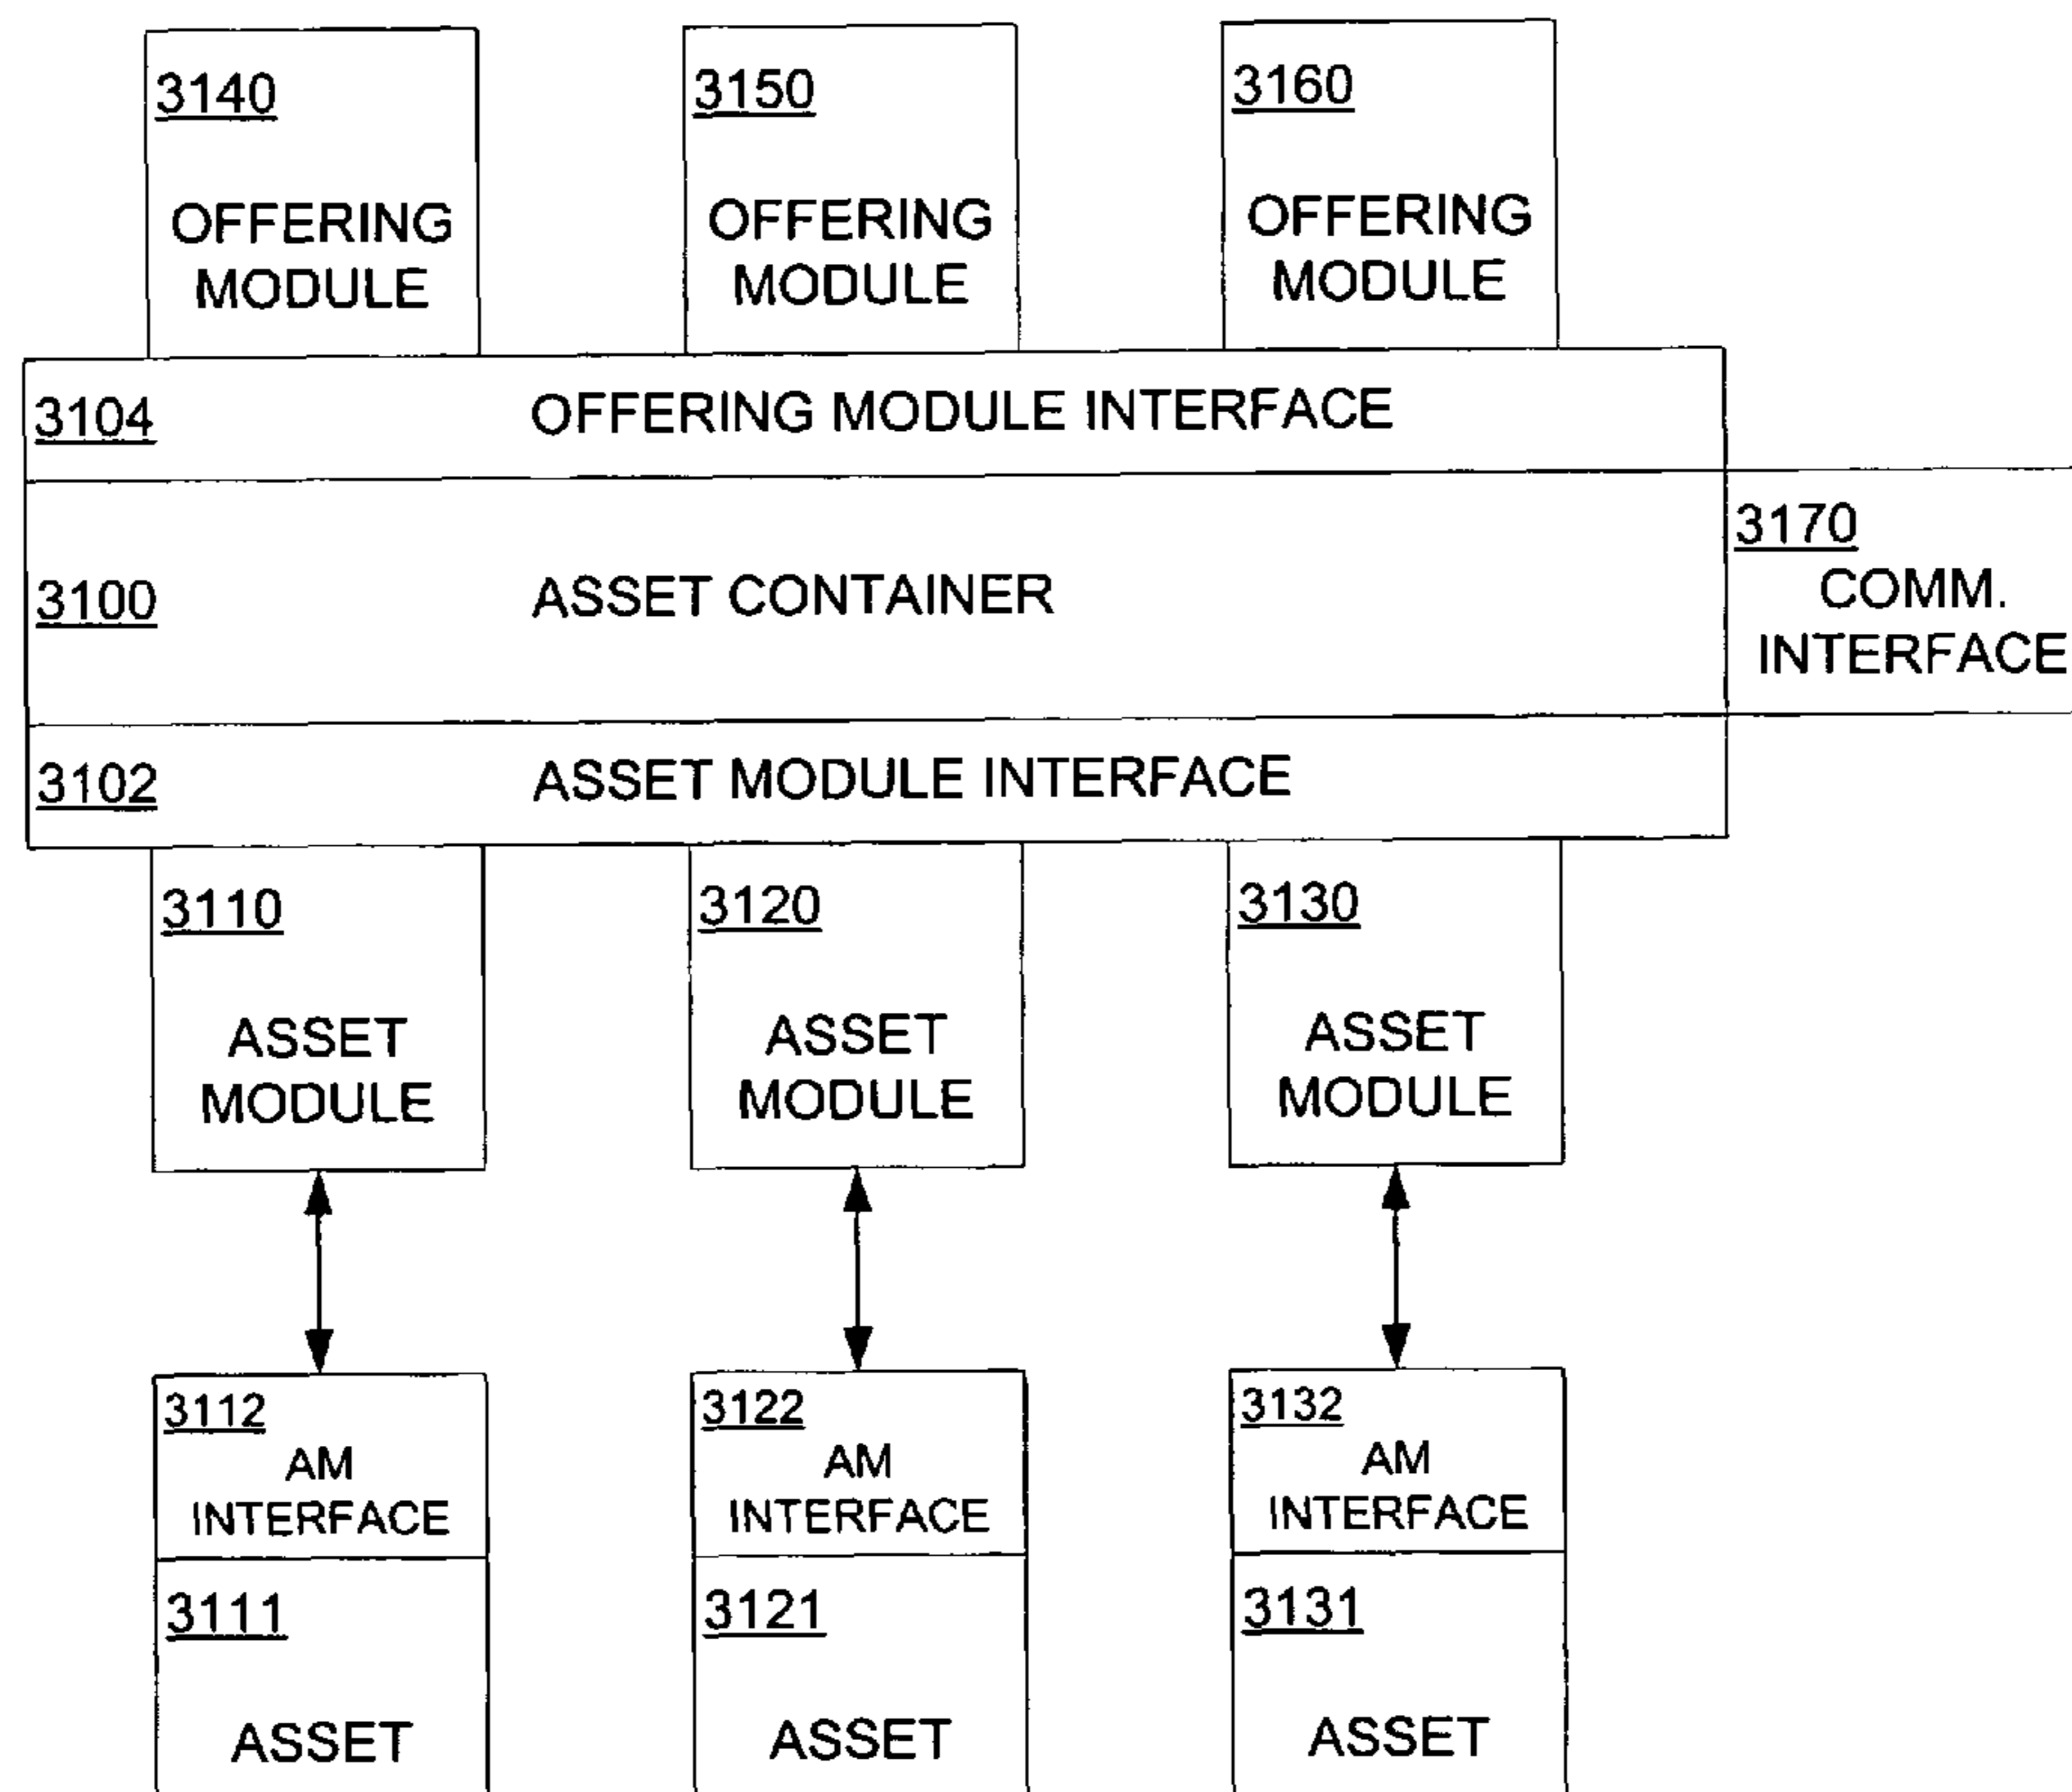 3140
OFFERING
MODULE
3150
OFFERING
MODULE
3160
OFFERING
MODULE
3104
OFFERING MODULE INTERFACE
3100
ASSET CONTAINER
3170
COMM.
INTERFACE
3102
ASSET MODULE INTERFACE
3110
ASSET
MODULE
3120
ASSET
MODULE
3130
ASSET
MODULE
3112
AM
INTERFACE
3122
AM
INTERFACE
3132
AM
INTERFACE
3111
ASSET
3121
ASSET
3131
ASSET